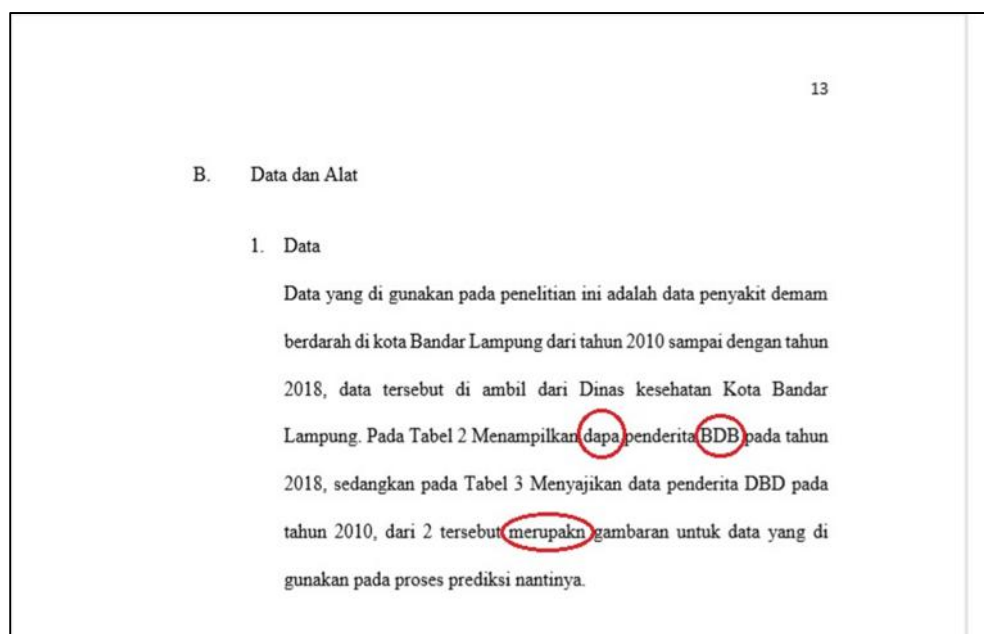 13
B. Data dan Alat
1. Data
Data yang di gunakan pada penelitian ini adalah data penyakit demam
berdarah di kota Bandar Lampung dari tahun 2010 sampai dengan tahun
2018, data tersebut di ambil dari Dinas kesehatan Kota Bandar
Lampung. Pada Tabel 2 Menampilkan dapa penderita BDB pada tahun
2018, sedangkan pada Tabel 3 Menyajikan data penderita DBD pada
tahun 2010, dari 2 tersebut merupakn gambaran untuk data yang di
gunakan pada proses prediksi nantinya.